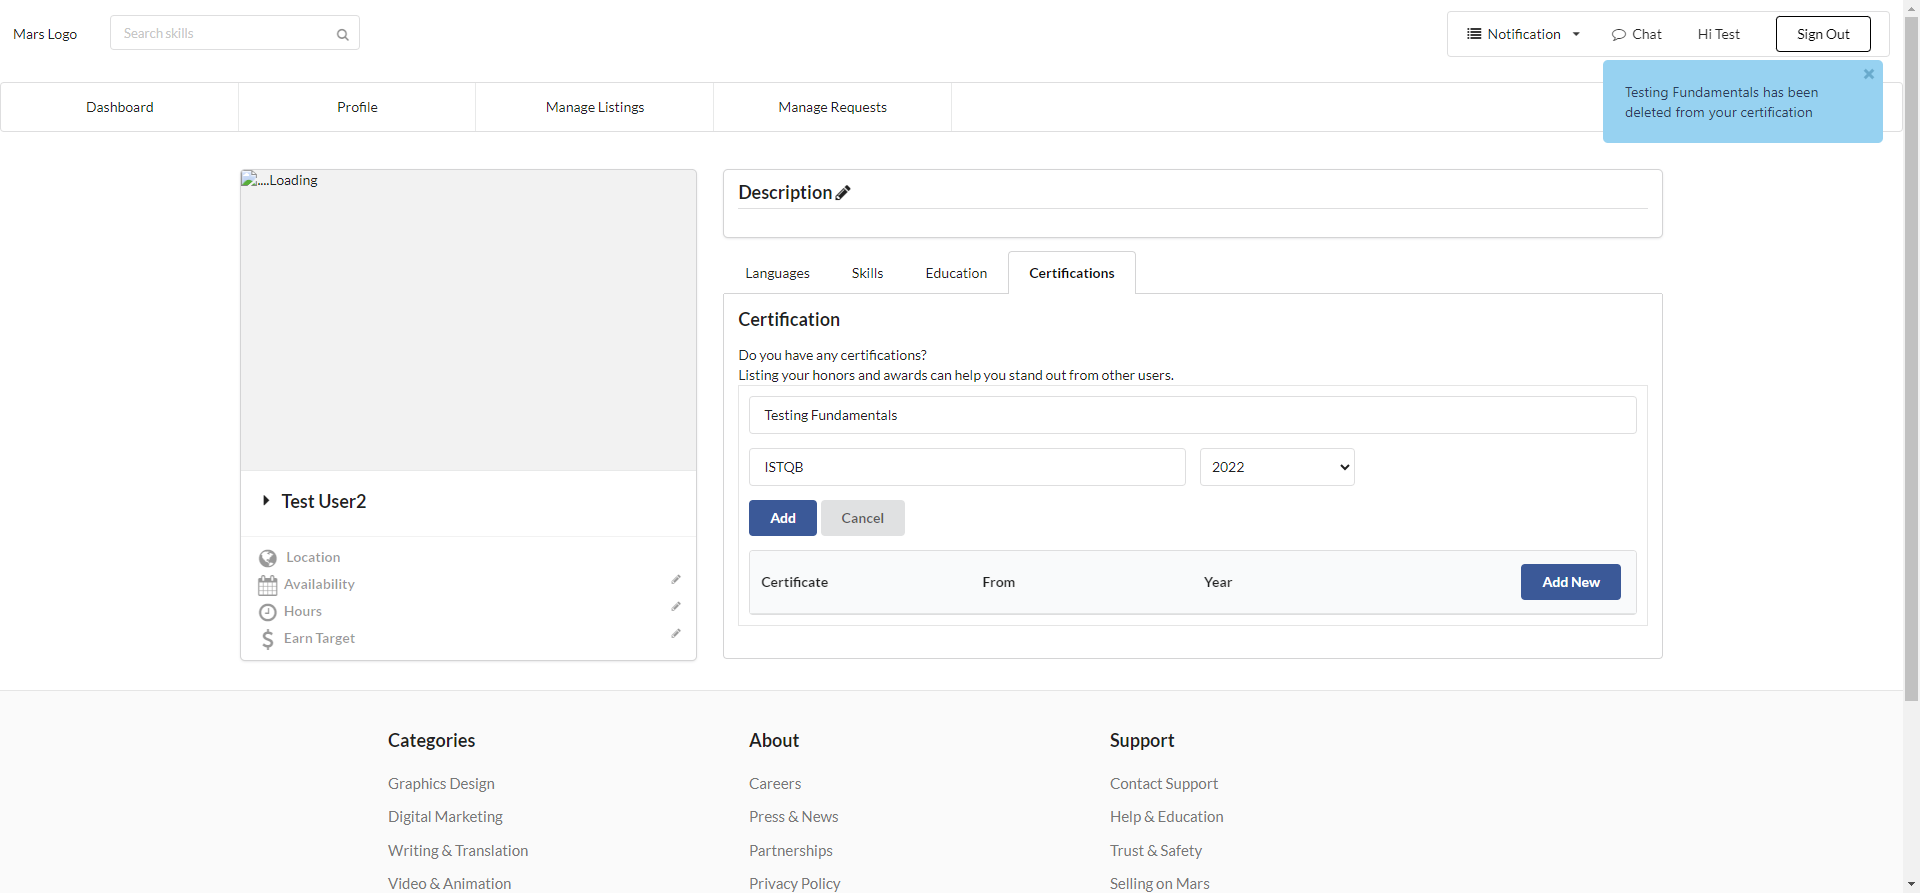 Mars Logo
Search skills
Notification
Chat
Hi Test
Sign Out
Testing Fundamentals has been
deleted from your certification
Dashboard
Profile
Manage Listings
Manage Requests
....Loading
Test User2
Location
Availability
Hours
Earn Target
Description
Languages
Skills
Education
Certifications
Certification
Do you have any certifications?
Listing your honors and awards can help you stand out from other users.
Testing Fundamentals
ISTQB
2022
Add
Cancel
Certificate
From
Year
Add New
Categories
Graphics Design
Digital Marketing
Writing & Translation
Video & Animation
About
Careers
Press & News
Partnerships
Privacy Policy
Support
Contact Support
Help & Education
Trust & Safety
Selling on Mars